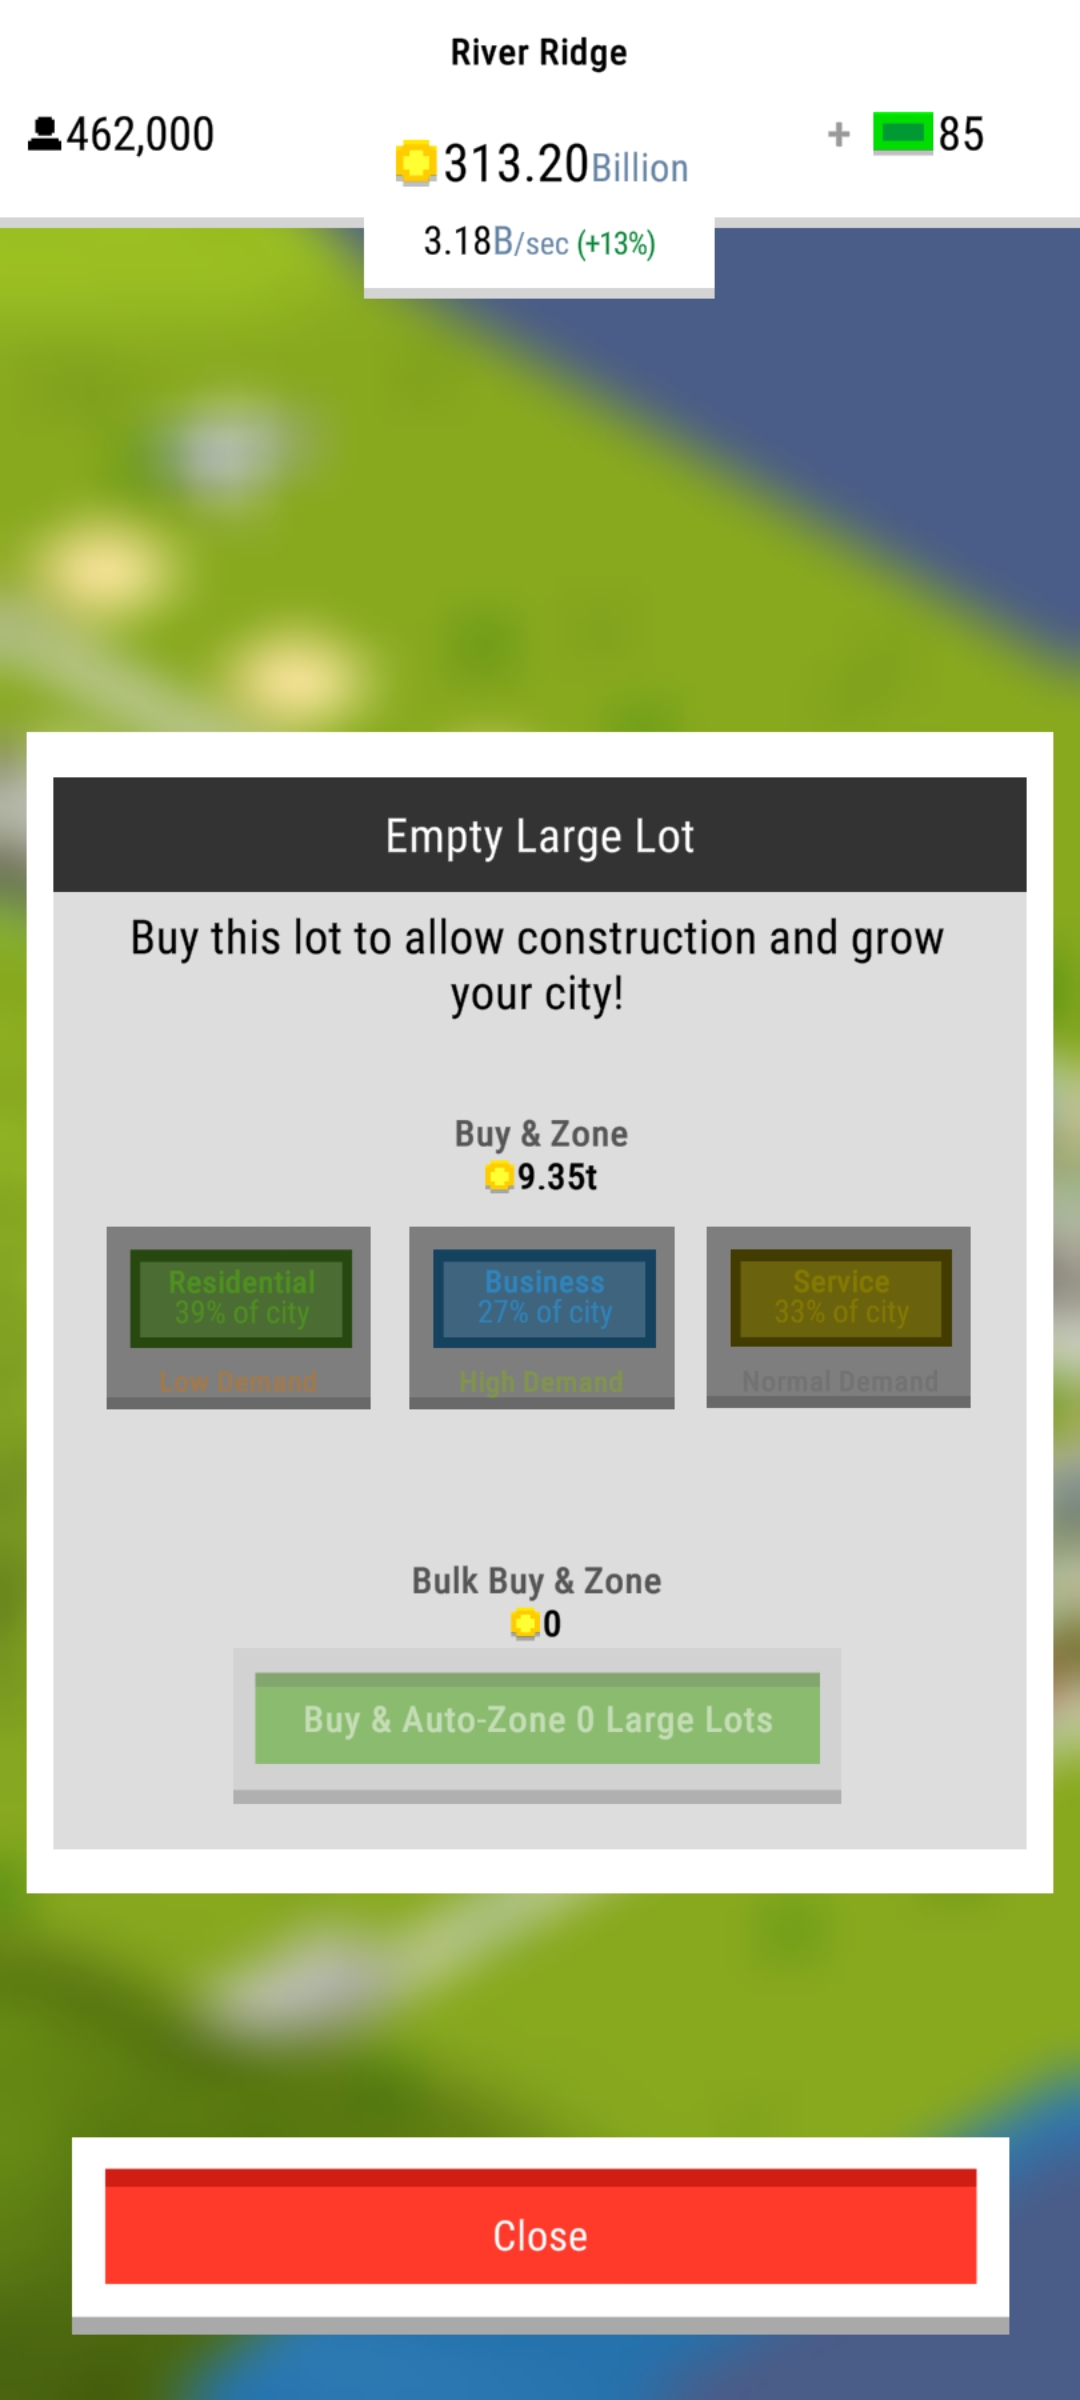 River Ridge
462,000
313.20Billion
+ 85
3.18B/sec (+13%)
Empty Large Lot
Buy this lot to allow construction and grow
your city!
Buy & Zone
9.35t
Residential
39% of city
Low Demand
Business
27% of city
High Demand
Service
33% of city
Normal Demand
Bulk Buy & Zone
0
Buy & Auto-Zone 0 Large Lots
Close